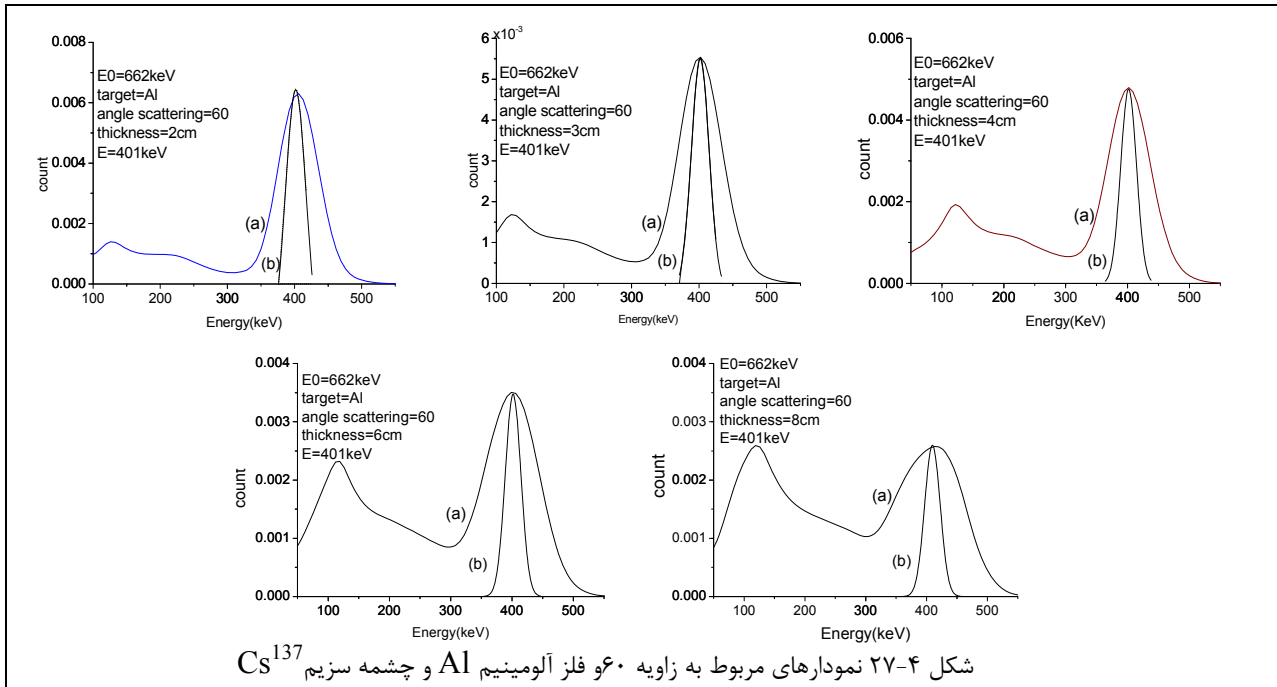 0.008
0.006
0.004
0.002
0.000
count
E0=662keV
target=Al
angle scattering=60
thickness=2cm
E=401keV
(a)
(b)
100 200 300 400 500
Energy(keV)
×10⁻³
6
5
4
3
2
1
0
count
E0=662keV
target=Al
angle scattering=60
thickness=3cm
E=401keV
(a)
(b)
100 200 300 400 500
Energy(keV)
0.006
0.004
0.002
0.000
count
E0=662keV
target=Al
angle scattering=60
thickness=4cm
E=401keV
(a)
(b)
100 200 300 400 500
Energy(KeV)
0.004
0.003
0.002
0.001
0.000
count
E0=662keV
target=Al
angle scattering=60
thickness=6cm
E=401keV
(a)
(b)
100 200 300 400 500
Energy(keV)
0.004
0.003
0.002
0.001
0.000
count
E0=662keV
target=Al
angle scattering=60
thickness=8cm
E=401keV
(a)
(b)
100 200 300 400 500
Energy(keV)
شکل ۴-۲۷ نمودارهای مربوط به زاویه ۶۰و فلز آلومینیم Al و چشمه سزیم Cs¹³⁷